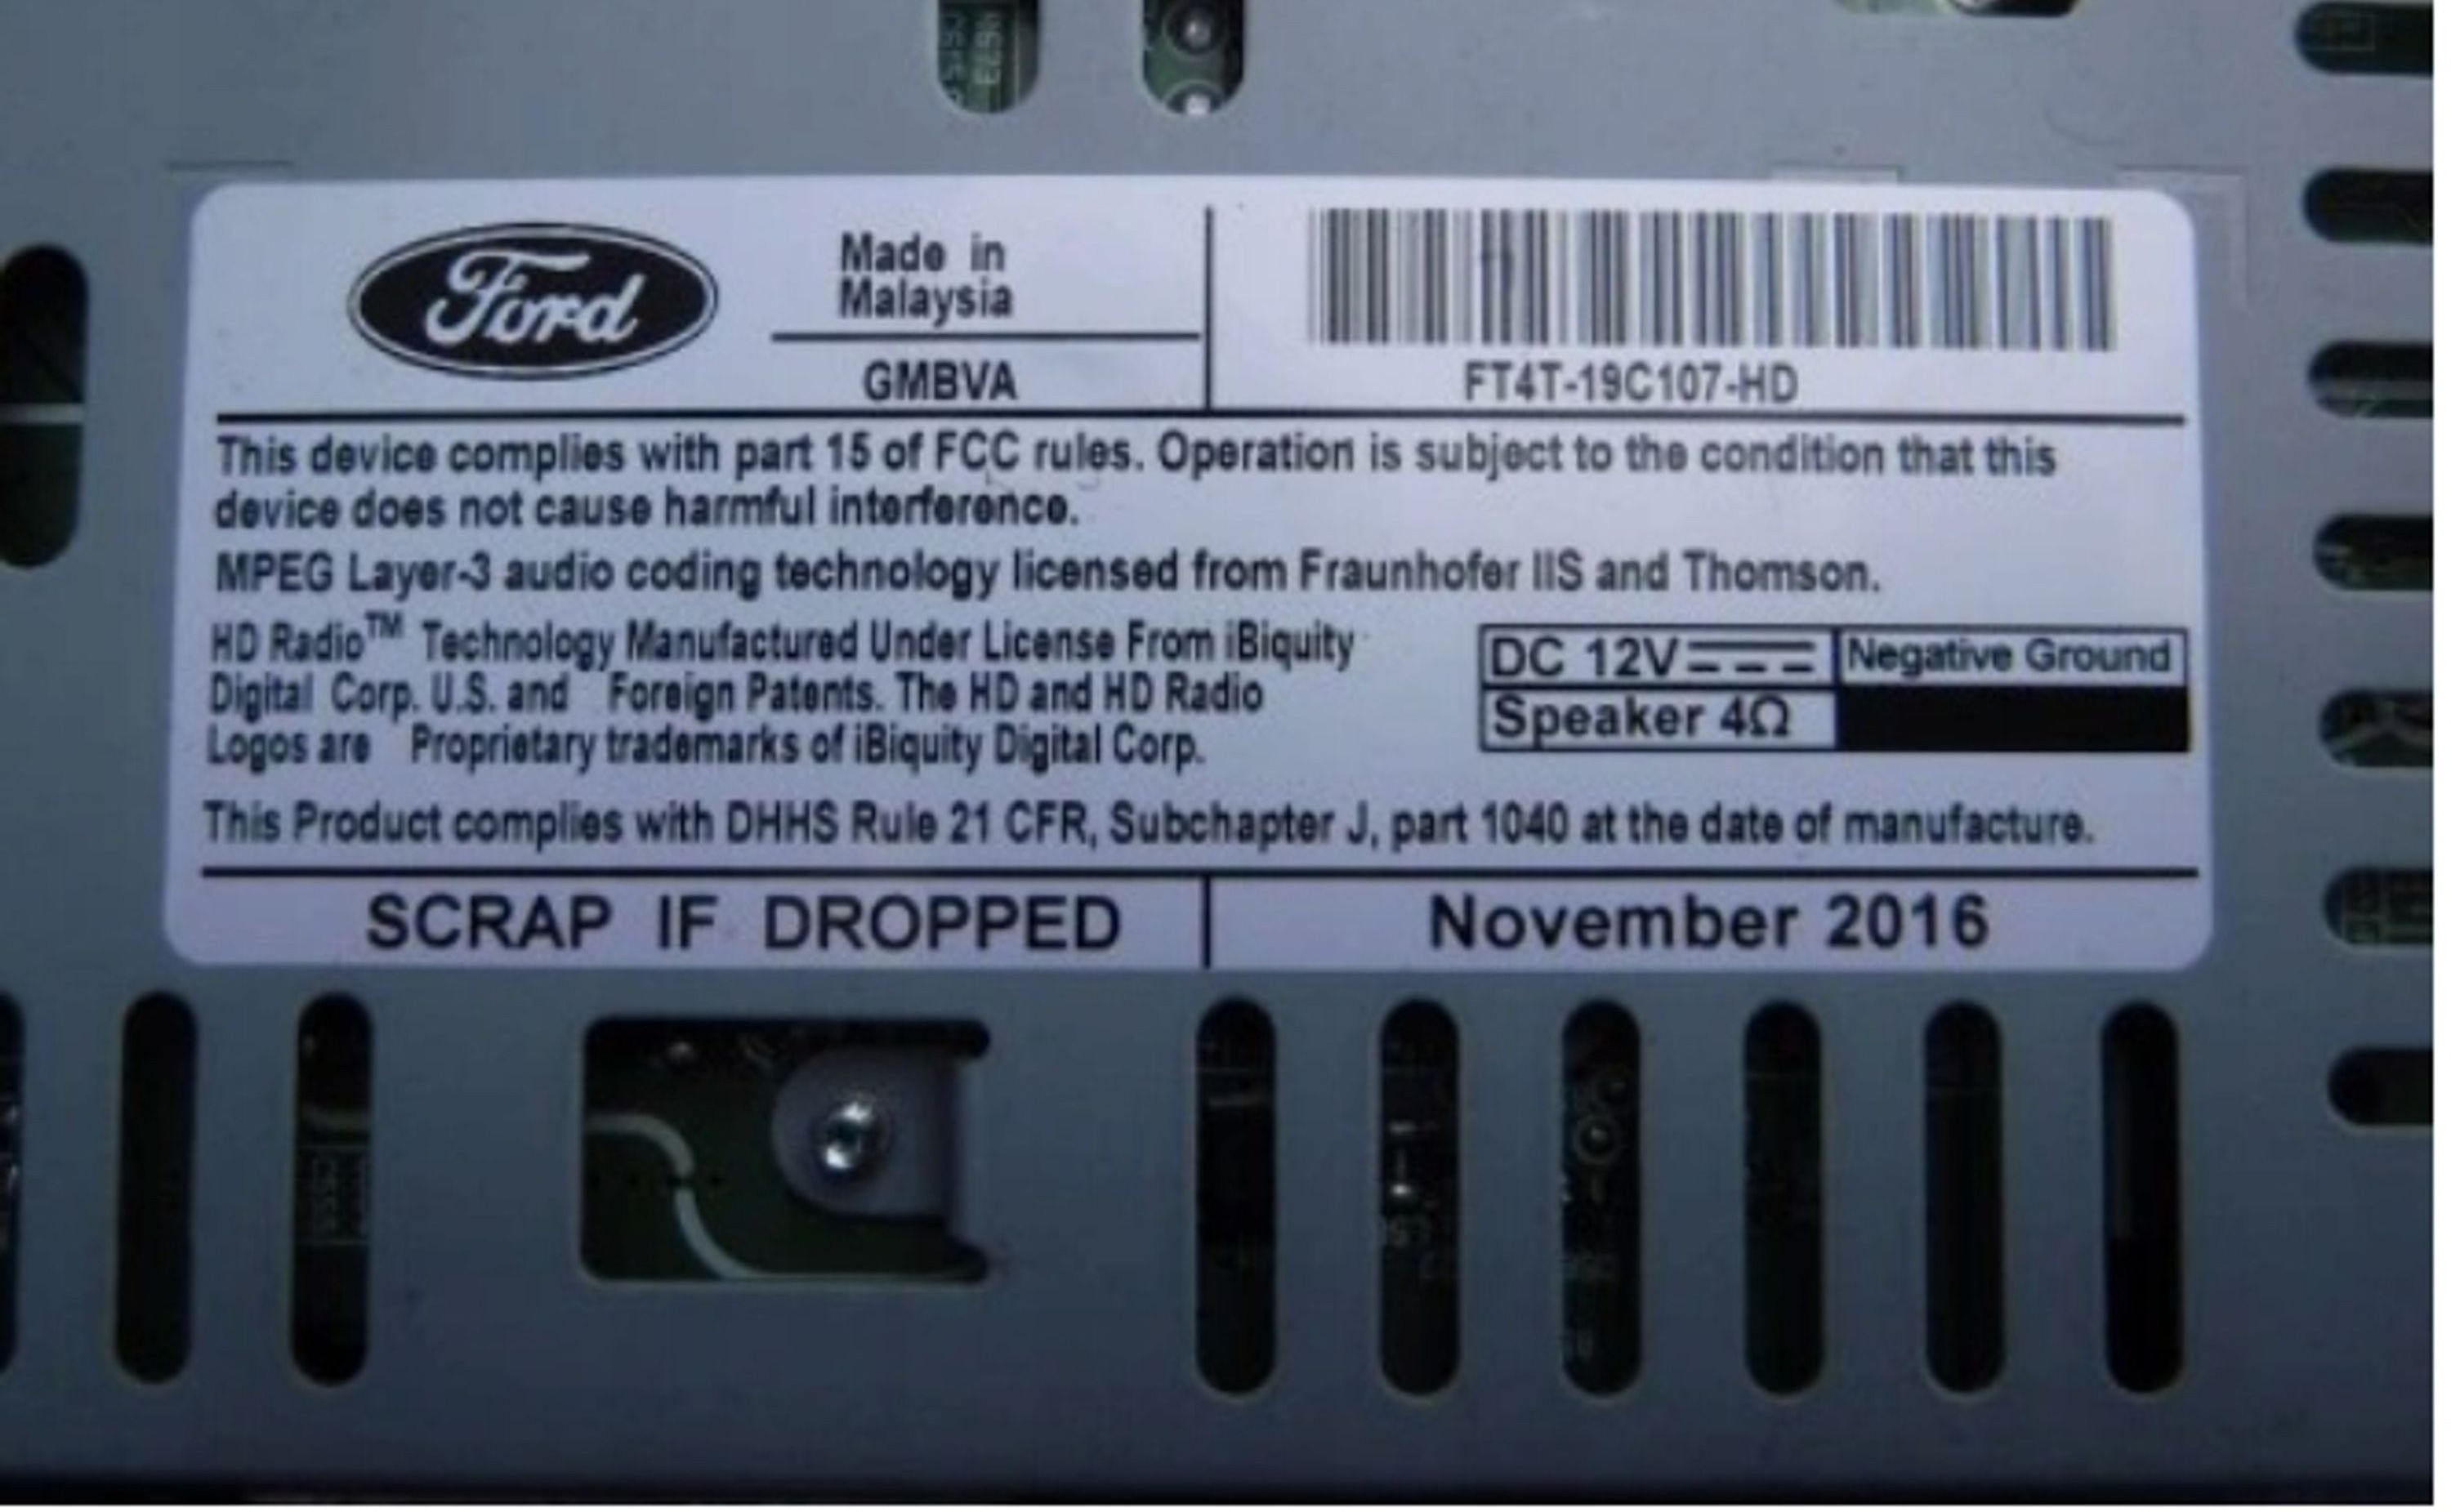 Ford
Made in
Malaysia
GMBVA
FT4T-19C107-HD
This device complies with part 15 of FCC rules. Operation is subject to the condition that this
device does not cause harmful interference.
MPEG Layer-3 audio coding technology licensed from Fraunhofer IIS and Thomson.
HD Radio™ Technology Manufactured Under License From iBiquity
Digital Corp. U.S. and Foreign Patents. The HD and HD Radio
Logos are Proprietary trademarks of iBiquity Digital Corp.
DC 12V Negative Ground
Speaker 4Ω
This Product complies with DHHS Rule 21 CFR, Subchapter J, part 1040 at the date of manufacture.
SCRAP IF DROPPED
November 2016